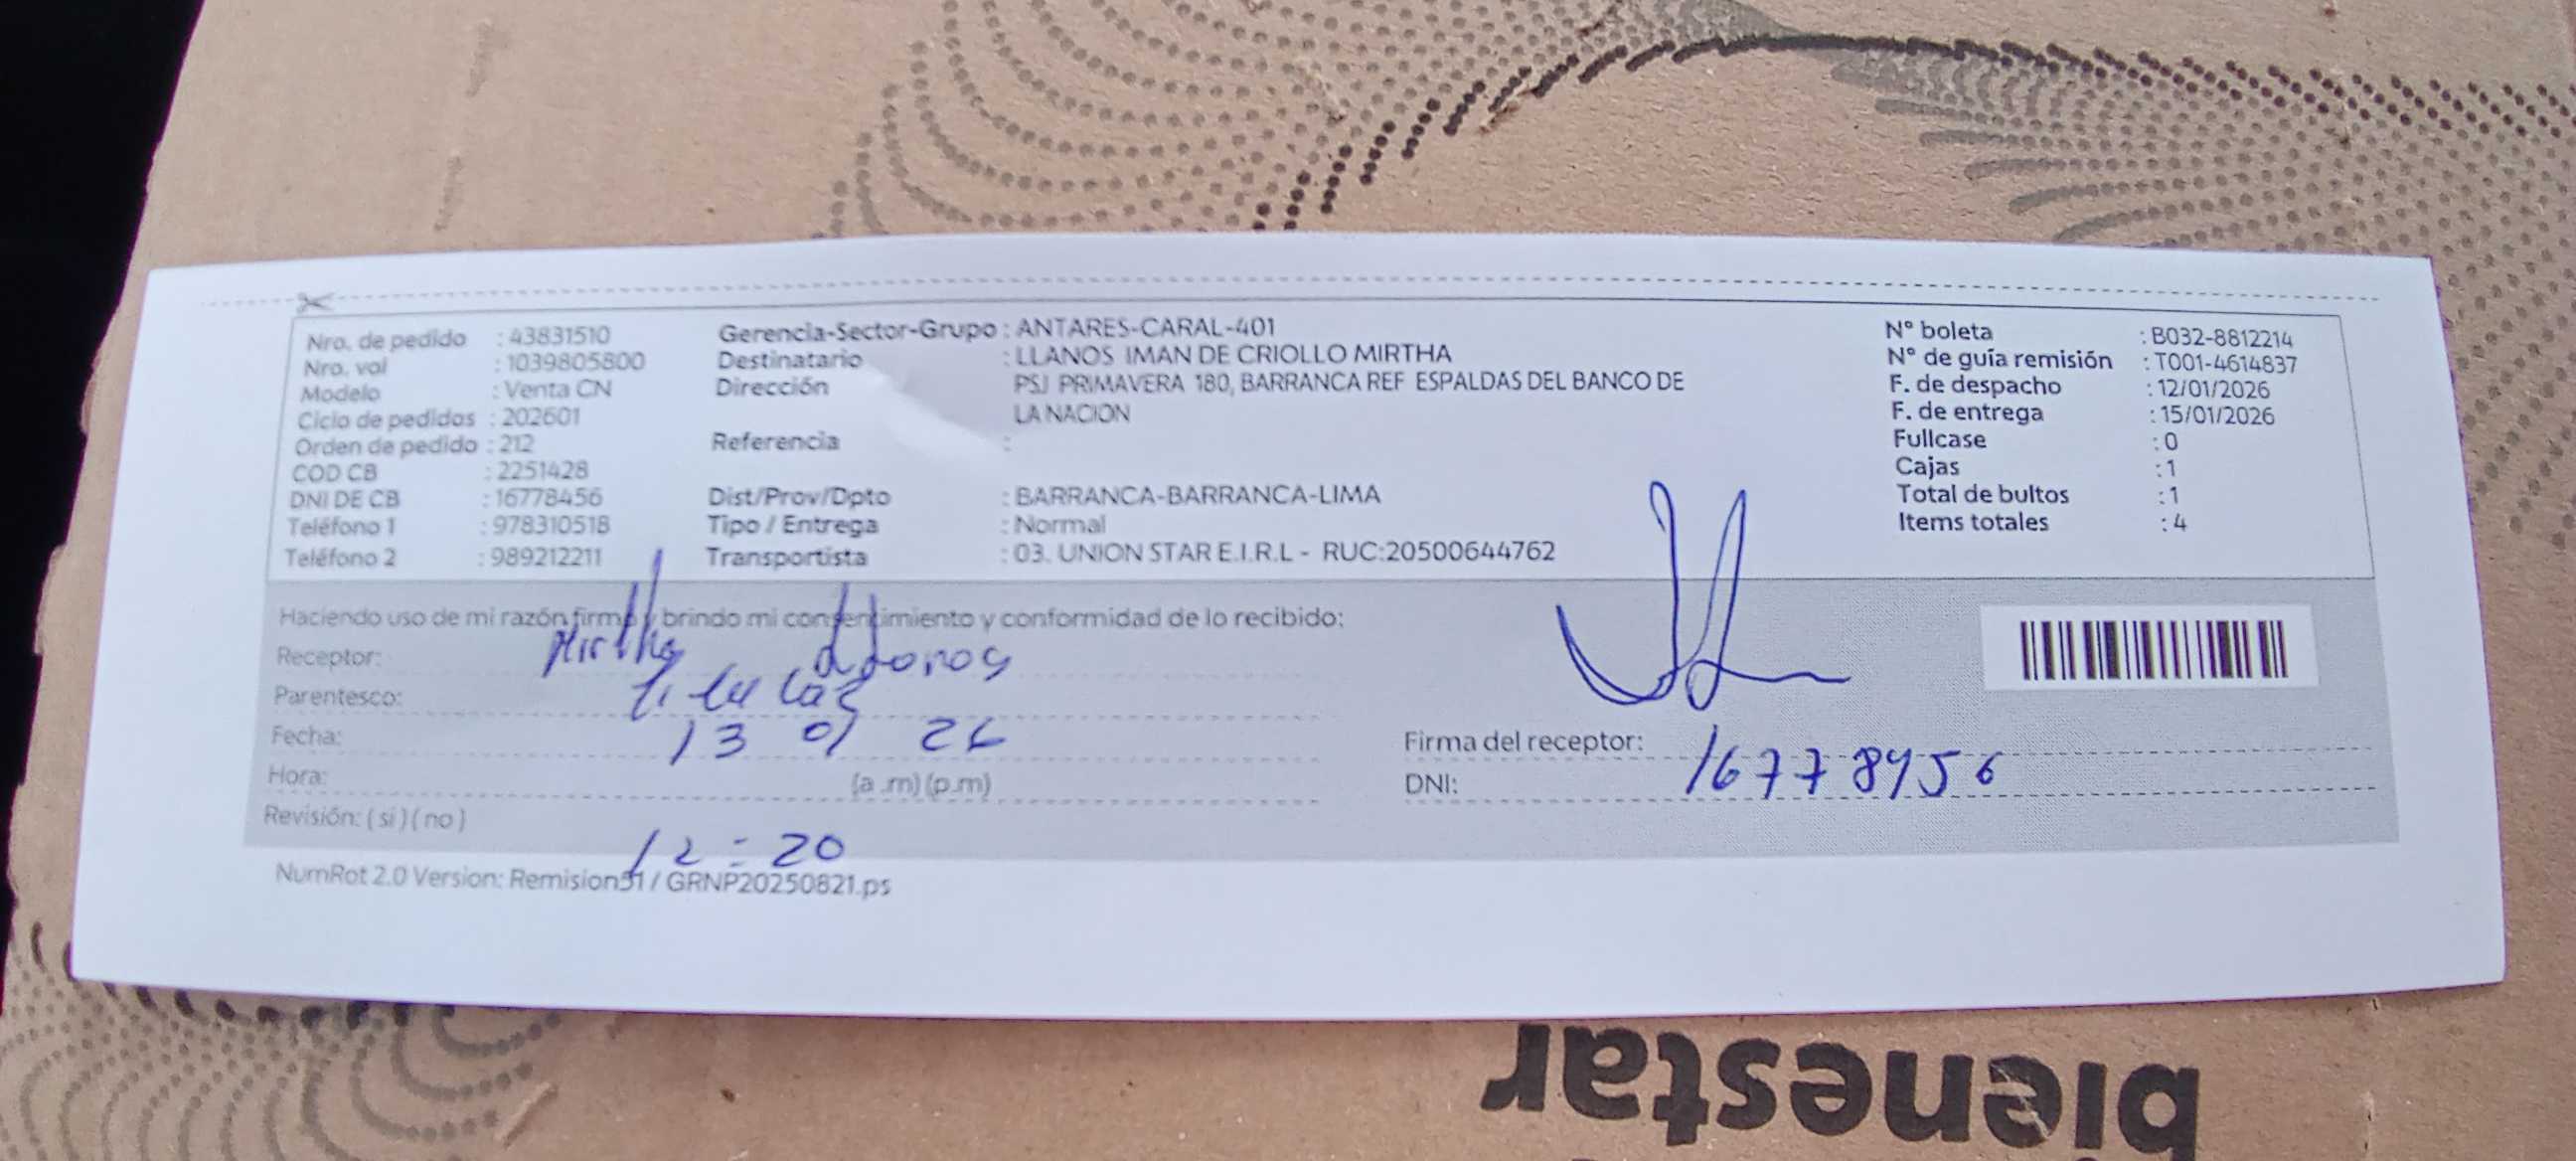 Nro. de pedido : 43831510
Nro. vol : 1039805800
Modelo : Venta CN
Ciclo de pedidos : 202601
Orden de pedido : 212
COD CB : 2251428
DNI DE CB : 16778456
Teléfono 1 : 978310518
Teléfono 2 : 989212211
Gerencia-Sector-Grupo : ANTARES-CARAL-401
Destinatario : LLANOS IMAN DE CRIOLLO MIRTHA
Dirección PSJ PRIMAVERA 180, BARRANCA REF ESPALDAS DEL BANCO DE
LA NACION
Referencia :
Dist/Prov/Dpto : BARRANCA-BARRANCA-LIMA
Tipo / Entrega : Normal
Transportista : 03. UNION STAR E.I.R.L - RUC:20500644762
N° boleta : B032-8812214
N° de guía remisión : T001-4614837
F. de despacho : 12/01/2026
F. de entrega : 15/01/2026
Fullcase : 0
Cajas : 1
Total de bultos : 1
Items totales : 4
Haciendo uso de mi razón firmo y brindo mi consentimiento y conformidad de lo recibido:
Receptor: Mirtha
Parentesco: Titular
Fecha: 13 01 26
Hora: (a .m) (p.m)
Revisión: ( si ) ( no )
12:20
Firma del receptor:
DNI: 16778456
NumRot 2.0 Version: Remision31 / GRNP20250821.ps
bienestar